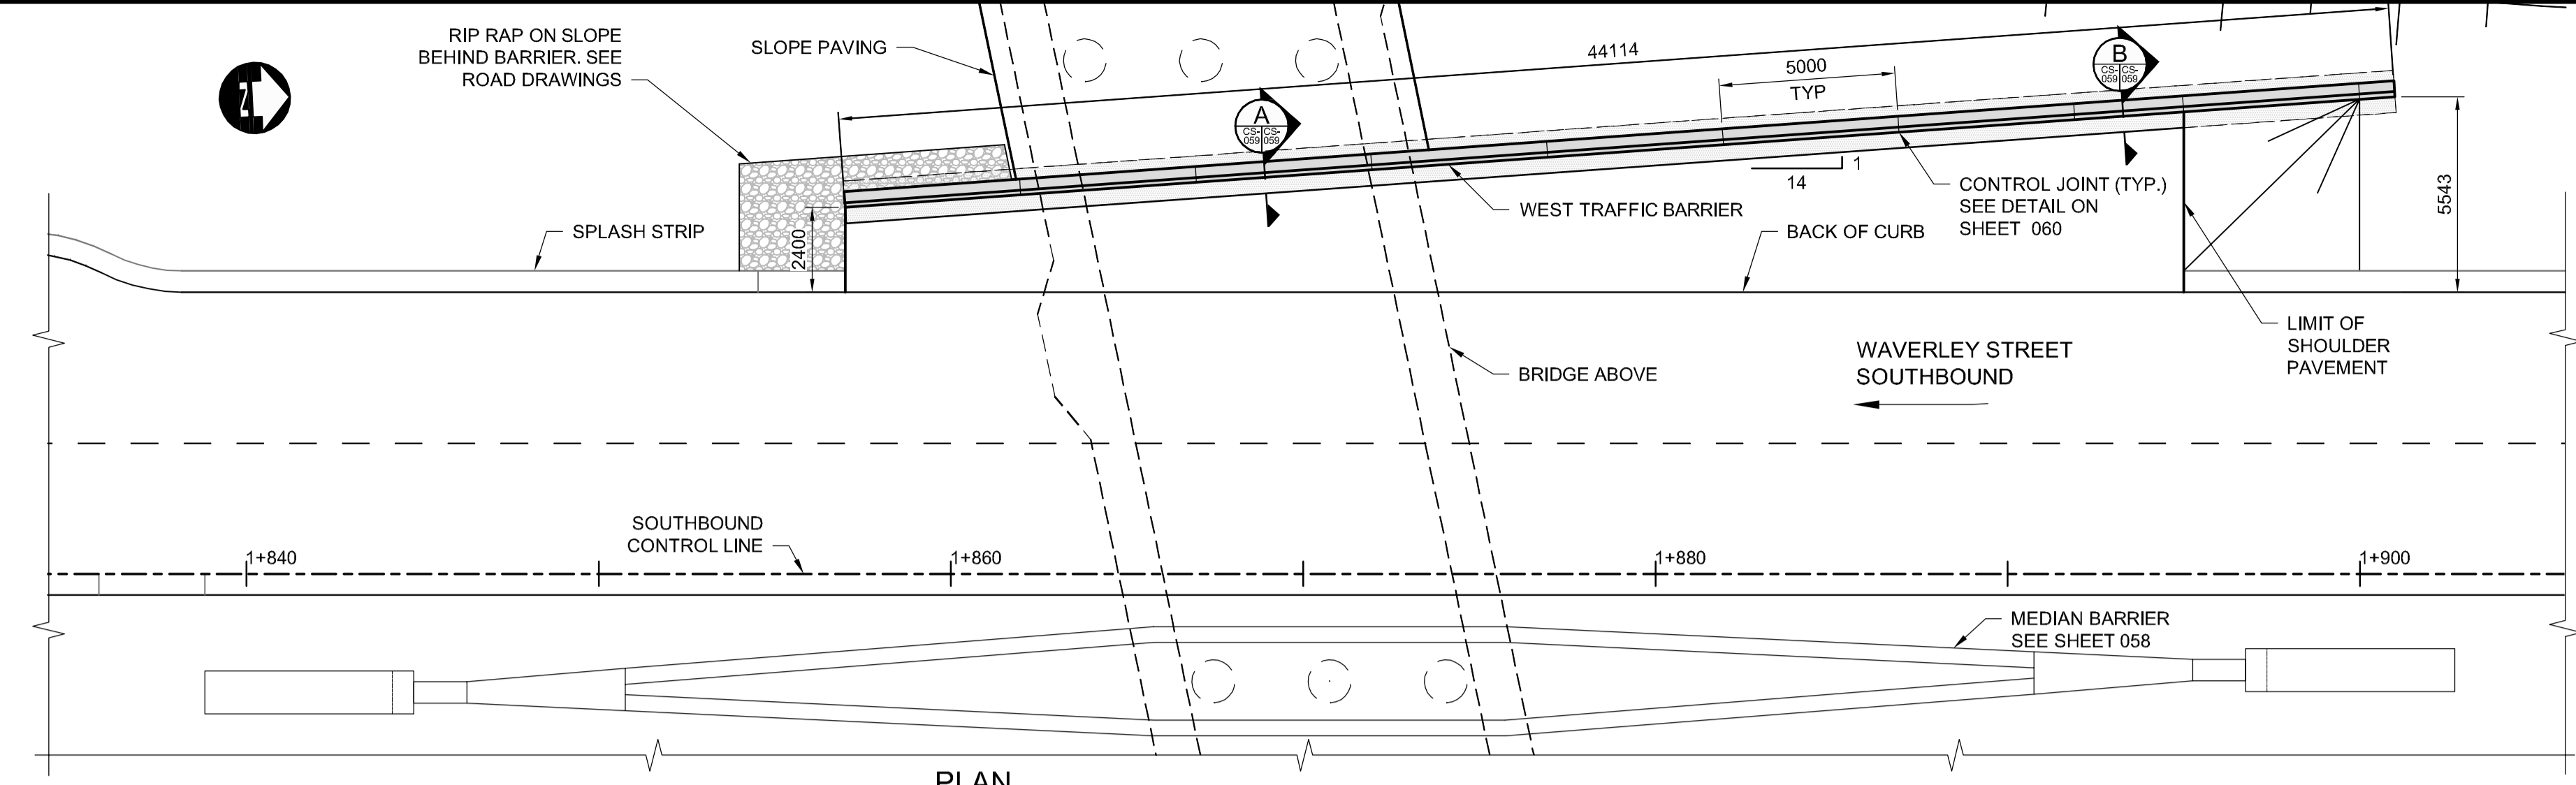 RIP RAP ON SLOPE
BEHIND BARRIER. SEE
ROAD DRAWINGS
SLOPE PAVING
44114
5000
TYP
A
CS-
059
CS-
059
B
CS-
059
CS-
059
N
SPLASH STRIP
2400
WEST TRAFFIC BARRIER
14
1
CONTROL JOINT (TYP.)
SEE DETAIL ON
SHEET 060
BACK OF CURB
5543
BRIDGE ABOVE
WAVERLEY STREET
SOUTHBOUND
LIMIT OF
SHOULDER
PAVEMENT
SOUTHBOUND
CONTROL LINE
1+840
1+860
1+880
1+900
MEDIAN BARRIER
SEE SHEET 058
PLAN